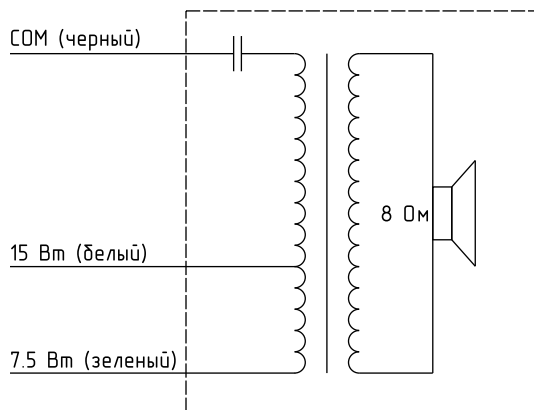 COM (черный)
8 Ом
15 Вт (белый)
7.5 Вт (зеленый)